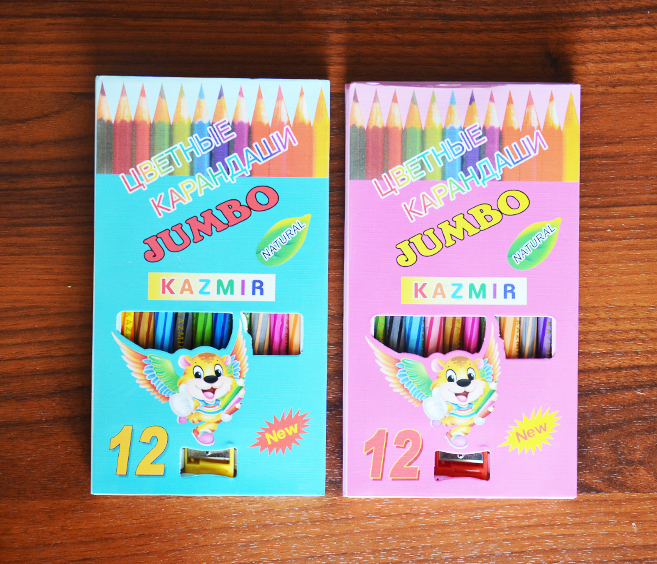 ЦВЕТНЫЕ
КАРАНДАШИ
JUMBO
NATURAL
KAZMIR
12
New
ЦВЕТНЫЕ
КАРАНДАШИ
JUMBO
NATURAL
KAZMIR
12
New